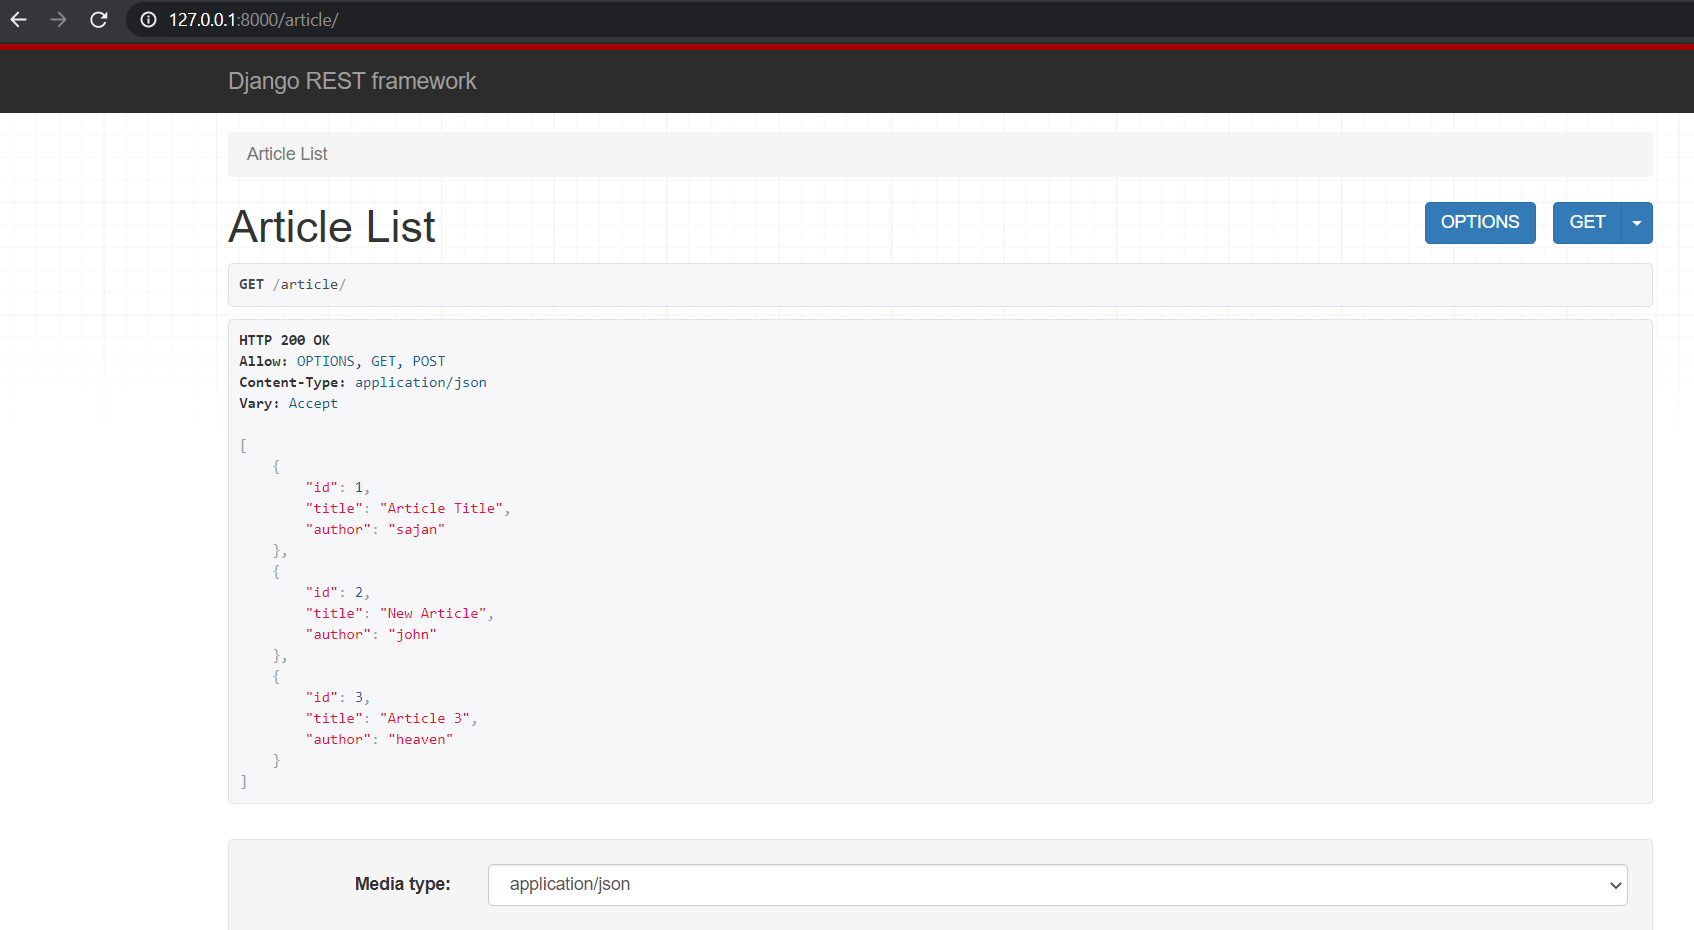 127.0.0.1:8000/article/
Django REST framework
Article List
Article List
OPTIONS
GET
GET /article/
HTTP 200 OK
Allow: OPTIONS, GET, POST
Content-Type: application/json
Vary: Accept
[
    {
        "id": 1,
        "title": "Article Title",
        "author": "sajan"
    },
    {
        "id": 2,
        "title": "New Article",
        "author": "john"
    },
    {
        "id": 3,
        "title": "Article 3",
        "author": "heaven"
    }
]
Media type: application/json